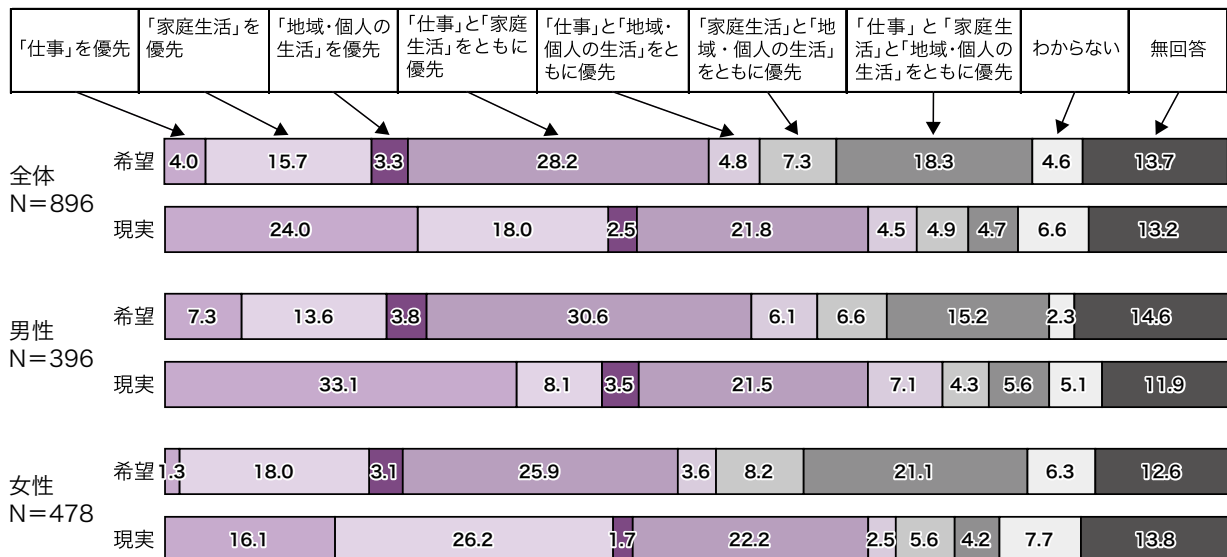 「仕事」を優先
「家庭生活」を
優先
「地域・個人の
生活」を優先
「仕事」と「家庭
生活」をともに
優先
「仕事」と「地域・
個人の生活」をと
もに優先
「家庭生活」と「地
域・個人の生活」
をともに優先
「仕事」と「家庭生
活」と「地域・個人の
生活」をともに優先
わからない
無回答
全体
N＝896
希望 4.0 15.7 3.3 28.2 4.8 7.3 18.3 4.6 13.7
現実 24.0 18.0 2.5 21.8 4.5 4.9 4.7 6.6 13.2
男性
N＝396
希望 7.3 13.6 3.8 30.6 6.1 6.6 15.2 2.3 14.6
現実 33.1 8.1 3.5 21.5 7.1 4.3 5.6 5.1 11.9
女性
N＝478
希望 1.3 18.0 3.1 25.9 3.6 8.2 21.1 6.3 12.6
現実 16.1 26.2 1.7 22.2 2.5 5.6 4.2 7.7 13.8